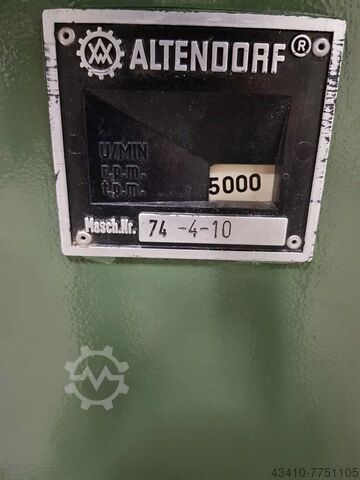 ALTENDORF ®
U/MIN
r.p.m.
t.p.m.
5000
Masch.Nr. 74 -4-10
43410-7751105